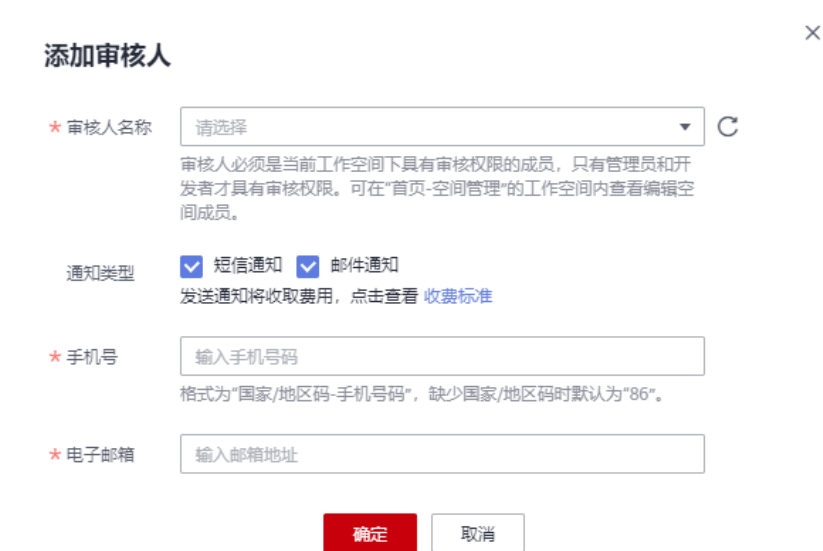 添加审核人
* 审核人名称 请选择
审核人必须是当前工作空间下具有审核权限的成员，只有管理员和开
发者才具有审核权限。可在"首页-空间管理"的工作空间内查看编辑空
间成员。
通知类型 短信通知 邮件通知
发送通知将收取费用，点击查看 收费标准
* 手机号 输入手机号码
格式为"国家/地区码-手机号码"，缺少国家/地区码时默认为"86"。
* 电子邮箱 输入邮箱地址
确定 取消